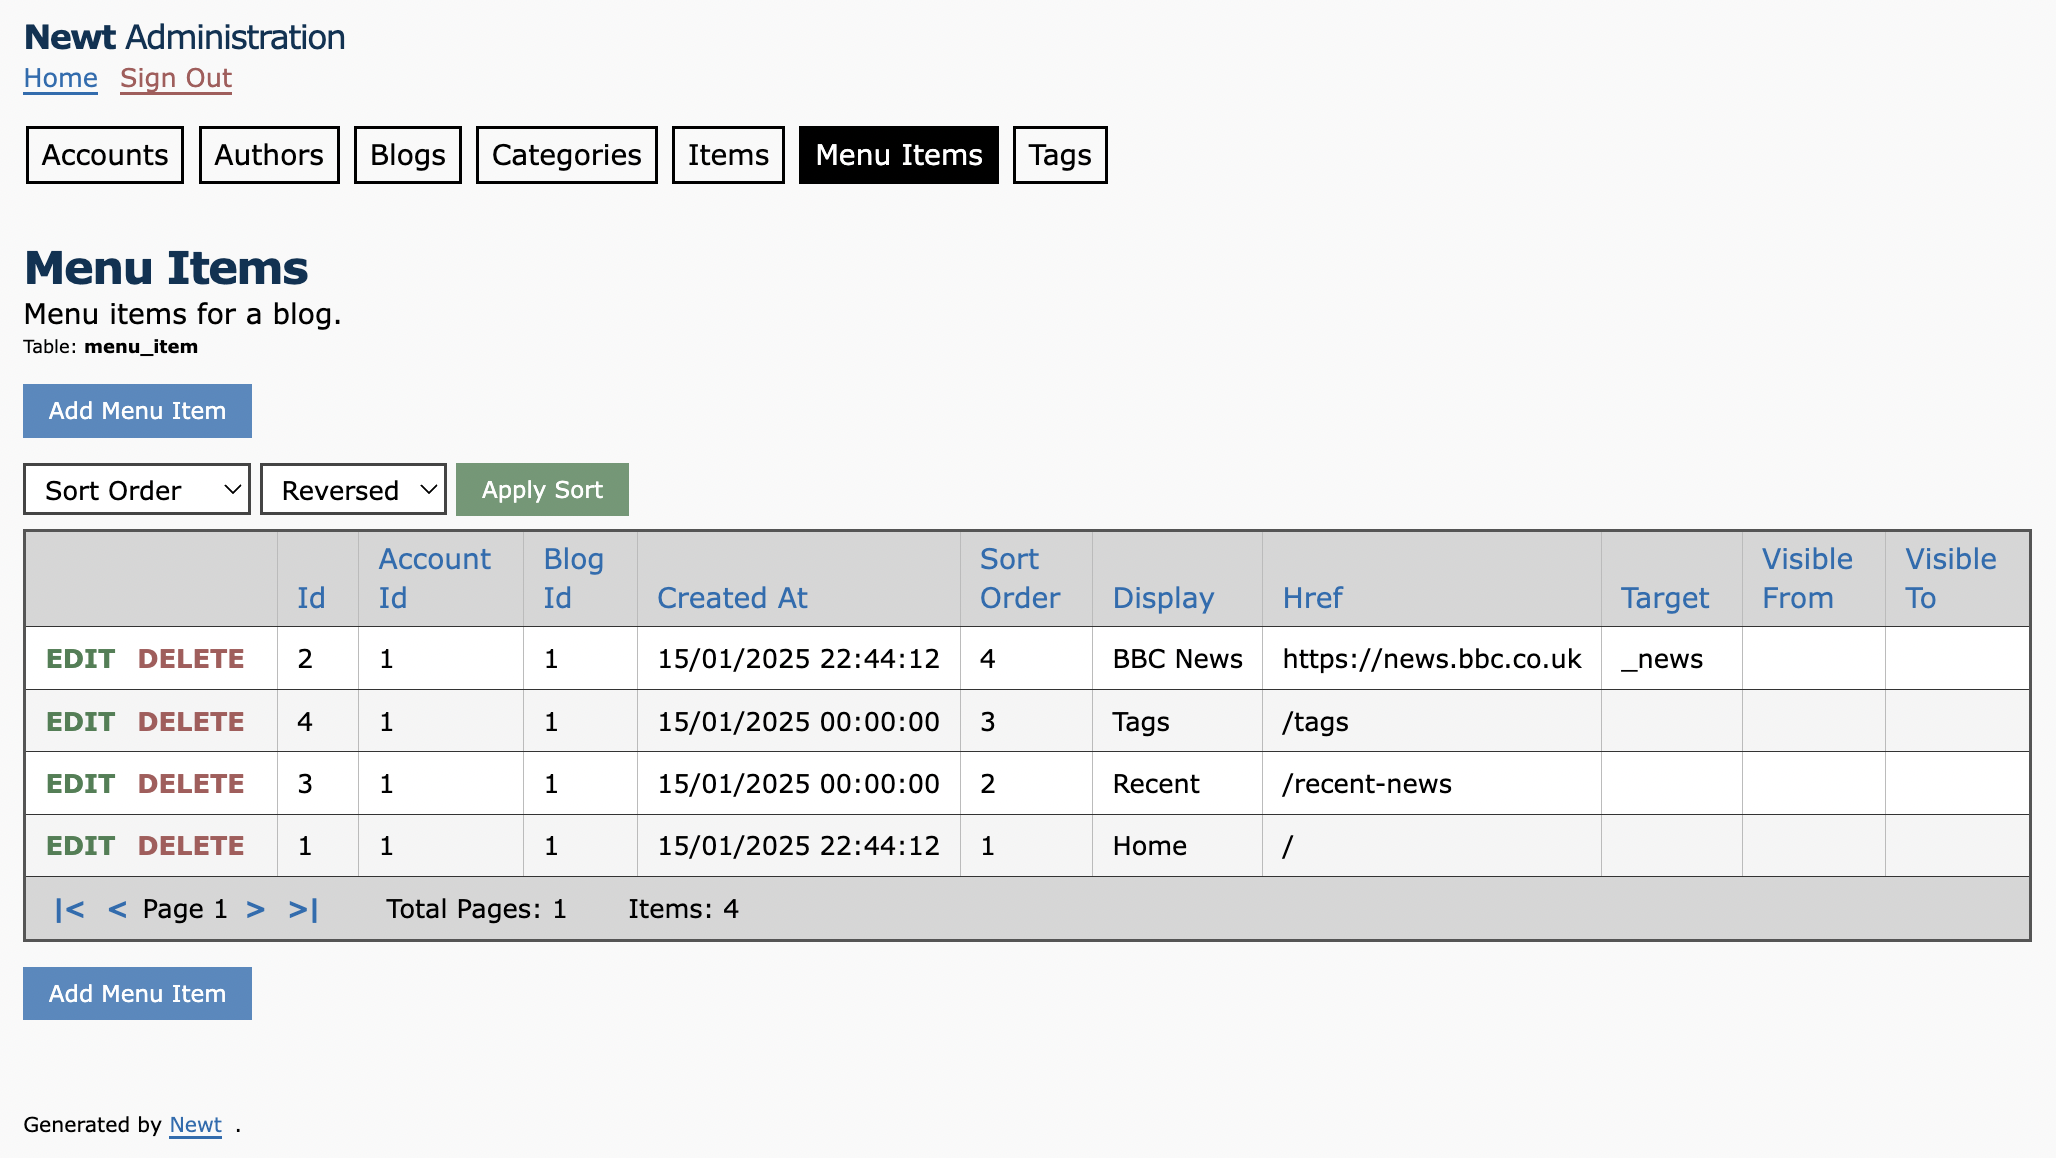 Newt Administration
Home Sign Out
Accounts Authors Blogs Categories Items Menu Items Tags
Menu Items
Menu items for a blog.
Table: menu_item
Add Menu Item
Sort Order Reversed Apply Sort
Id Account Id Blog Id Created At Sort Order Display Href Target Visible From Visible To
EDIT DELETE 2 1 1 15/01/2025 22:44:12 4 BBC News https://news.bbc.co.uk _news
EDIT DELETE 4 1 1 15/01/2025 00:00:00 3 Tags /tags
EDIT DELETE 3 1 1 15/01/2025 00:00:00 2 Recent /recent-news
EDIT DELETE 1 1 1 15/01/2025 22:44:12 1 Home /
|< < Page 1 > >| Total Pages: 1 Items: 4
Add Menu Item
Generated by Newt .